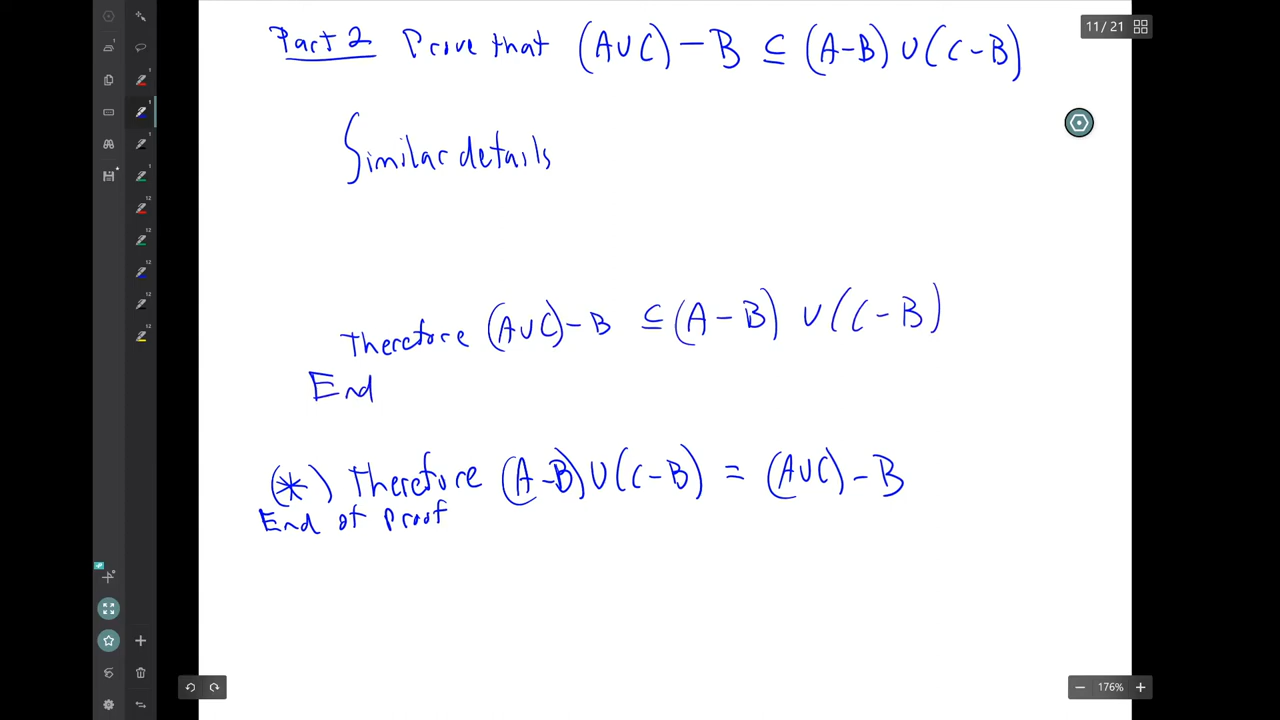 Part 2 Prove that (A∪C) − B ⊆ (A−B) ∪ (C−B)
11 / 21
Similar details
Therefore (A∪C) − B ⊆ (A − B) ∪ (C − B)
End
(*) Therefore (A−B) ∪ (C−B) = (A∪C) − B
End of Proof
176%